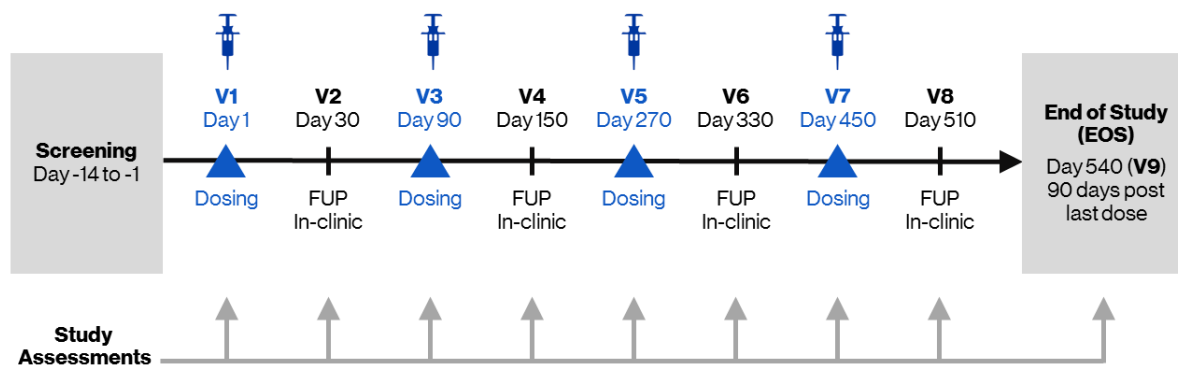 V1
Day 1
V2
Day 30
V3
Day 90
V4
Day 150
V5
Day 270
V6
Day 330
V7
Day 450
V8
Day 510
Screening
Day -14 to -1
End of Study
(EOS)
Day 540 (V9)
90 days post
last dose
Dosing
FUP
In-clinic
Dosing
FUP
In-clinic
Dosing
FUP
In-clinic
Dosing
FUP
In-clinic
Study
Assessments